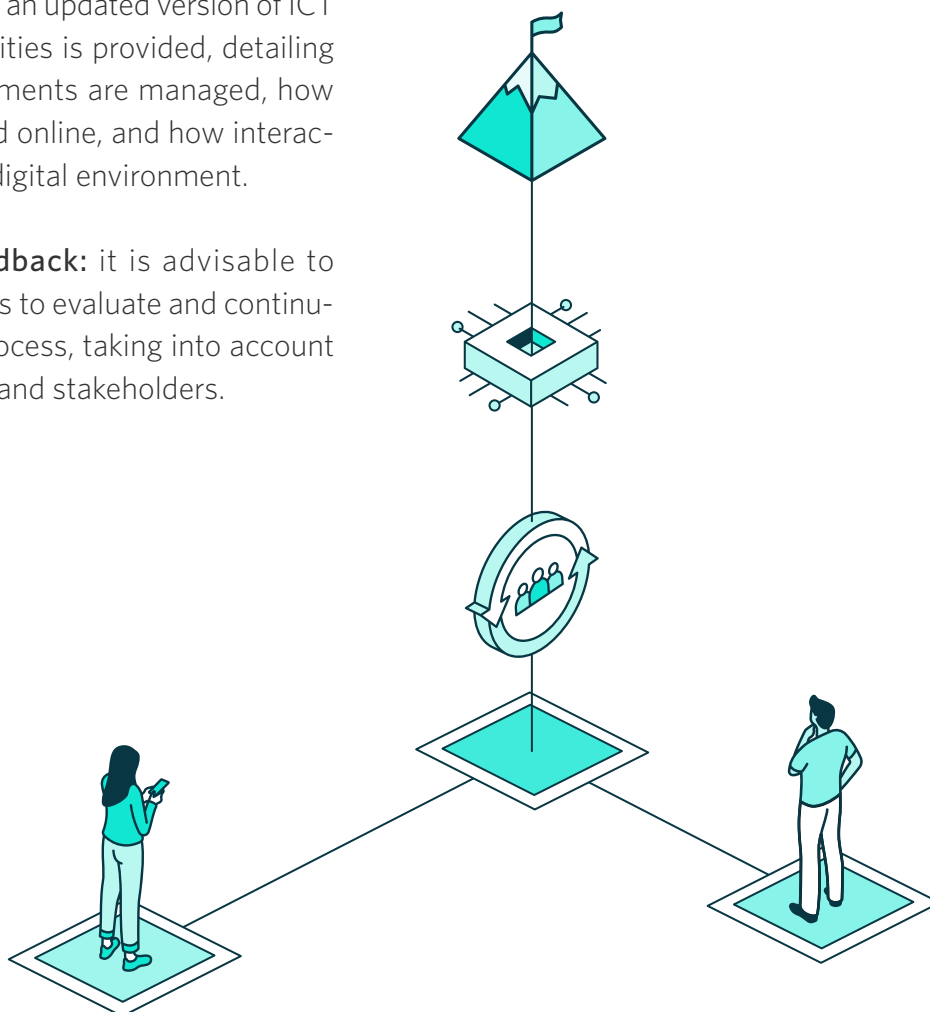 an updated version of ICT
ities is provided, detailing
ments are managed, how
d online, and how interac-
digital environment.
dback: it is advisable to
s to evaluate and continu-
ocess, taking into account
and stakeholders.